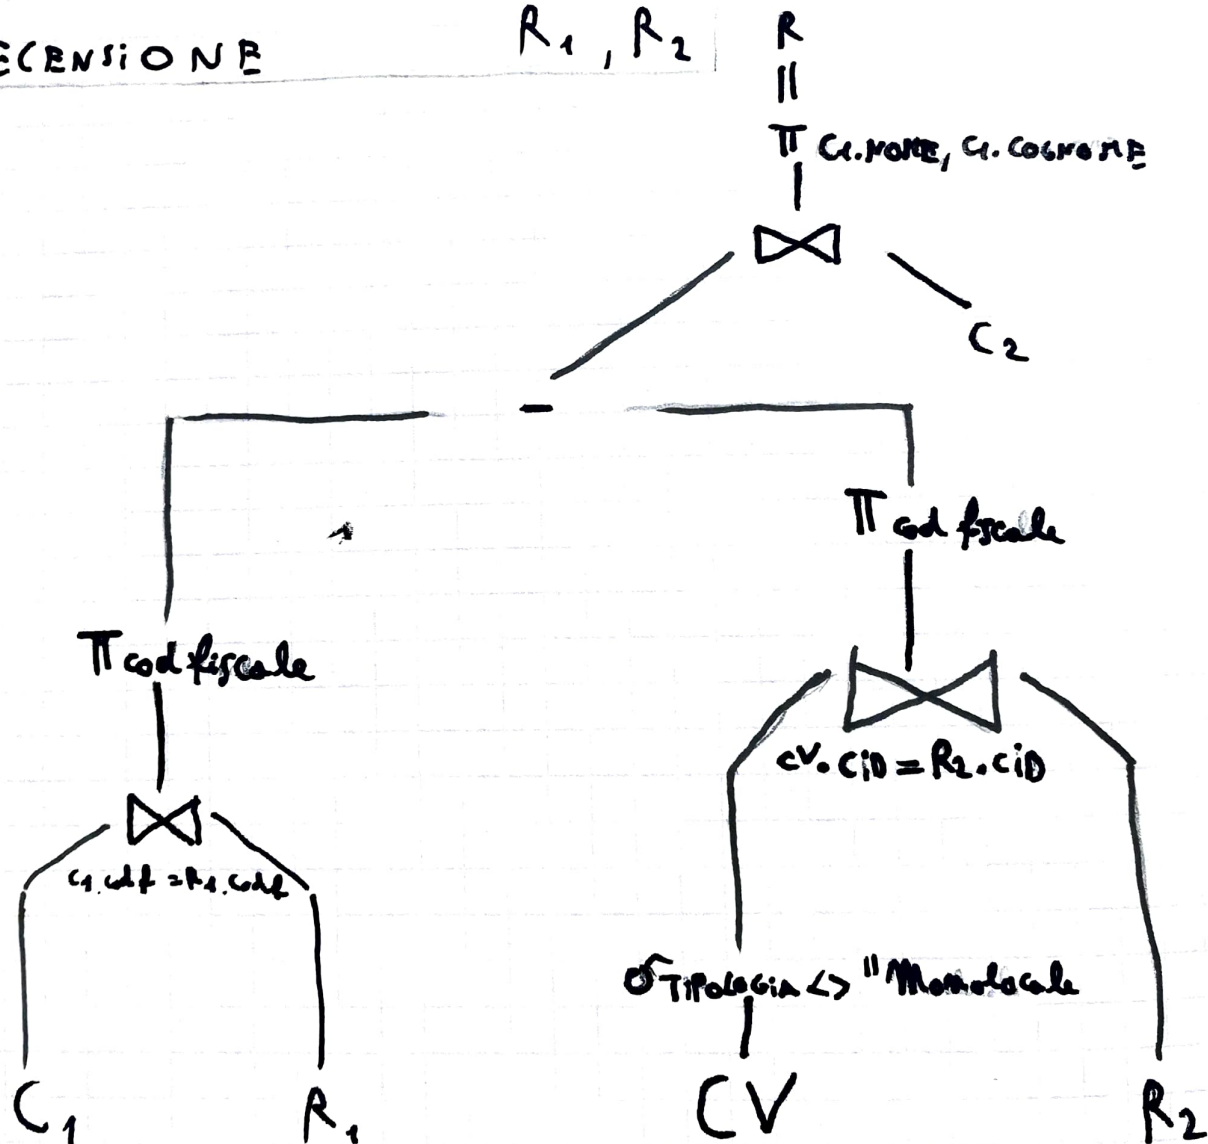 ECENSiONE R1, R2 R
||
π C1.NOME, C1.COGNOME
⋈
C2
-
π cod fiscale
π cod fiscale
⋈
CV.CiD = R2.CiD
⋈
C1.codf = R1.codf
σ TiPOLOGiA <> "Monolocale
C1 R1 CV R2